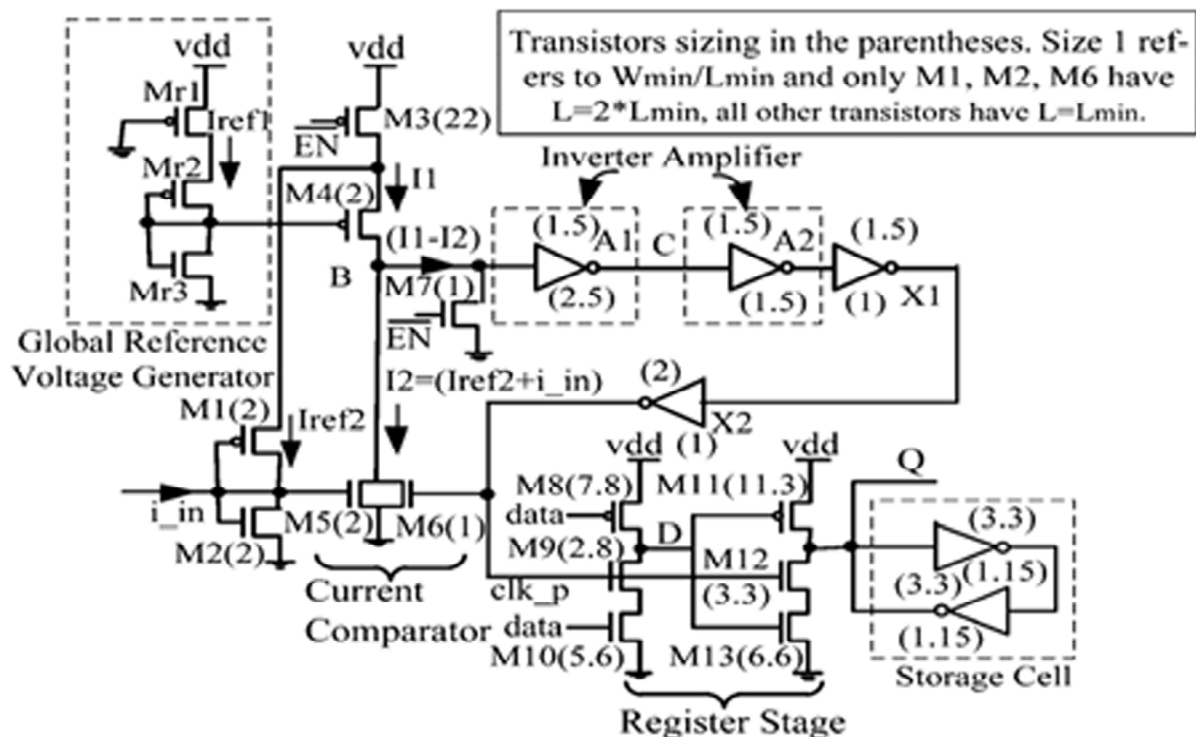 vdd
Mr1
Iref1
Mr2
Mr3
Global Reference
Voltage Generator
vdd
M3(22)
EN
I1
M4(2)
(I1-I2)
B
M7(1)
EN
I2=(Iref2+i_in)
Transistors sizing in the parentheses. Size 1 ref-
ers to Wmin/Lmin and only M1, M2, M6 have
L=2*Lmin, all other transistors have L=Lmin.
Inverter Amplifier
(1.5)
A1
(2.5)
C
(1.5)
A2
(1.5)
(1.5)
(1)
X1
(2)
X2
(1)
M1(2)
Iref2
i_in
M2(2)
M5(2)
M6(1)
Current
Comparator
vdd
M8(7.8)
data
M9(2.8)
D
clk_p
data
M10(5.6)
vdd
M11(11.3)
M12
(3.3)
M13(6.6)
Register Stage
Q
(3.3)
(1.15)
(3.3)
(1.15)
Storage Cell